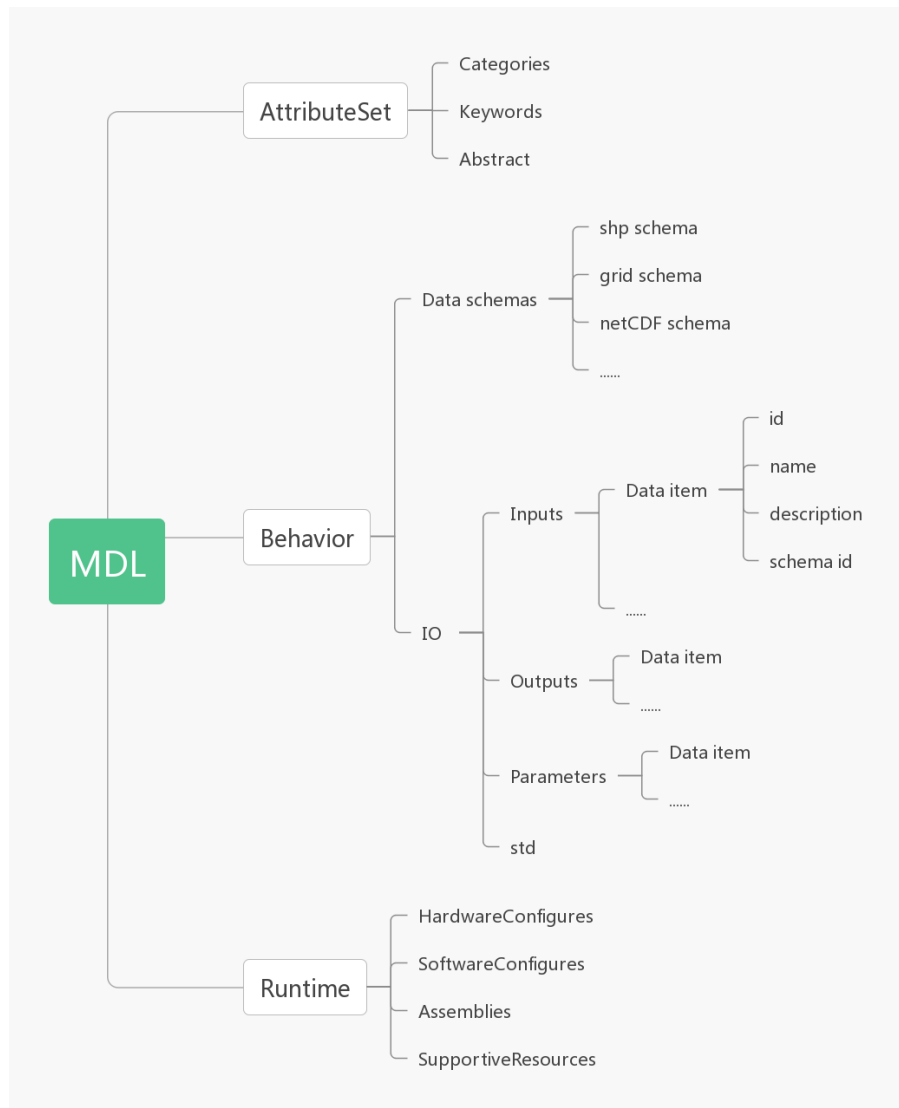 MDL
AttributeSet
Categories
Keywords
Abstract
Behavior
Data schemas
shp schema
grid schema
netCDF schema
......
IO
Inputs
Data item
id
name
description
schema id
......
Outputs
Data item
......
Parameters
Data item
......
std
Runtime
HardwareConfigures
SoftwareConfigures
Assemblies
SupportiveResources